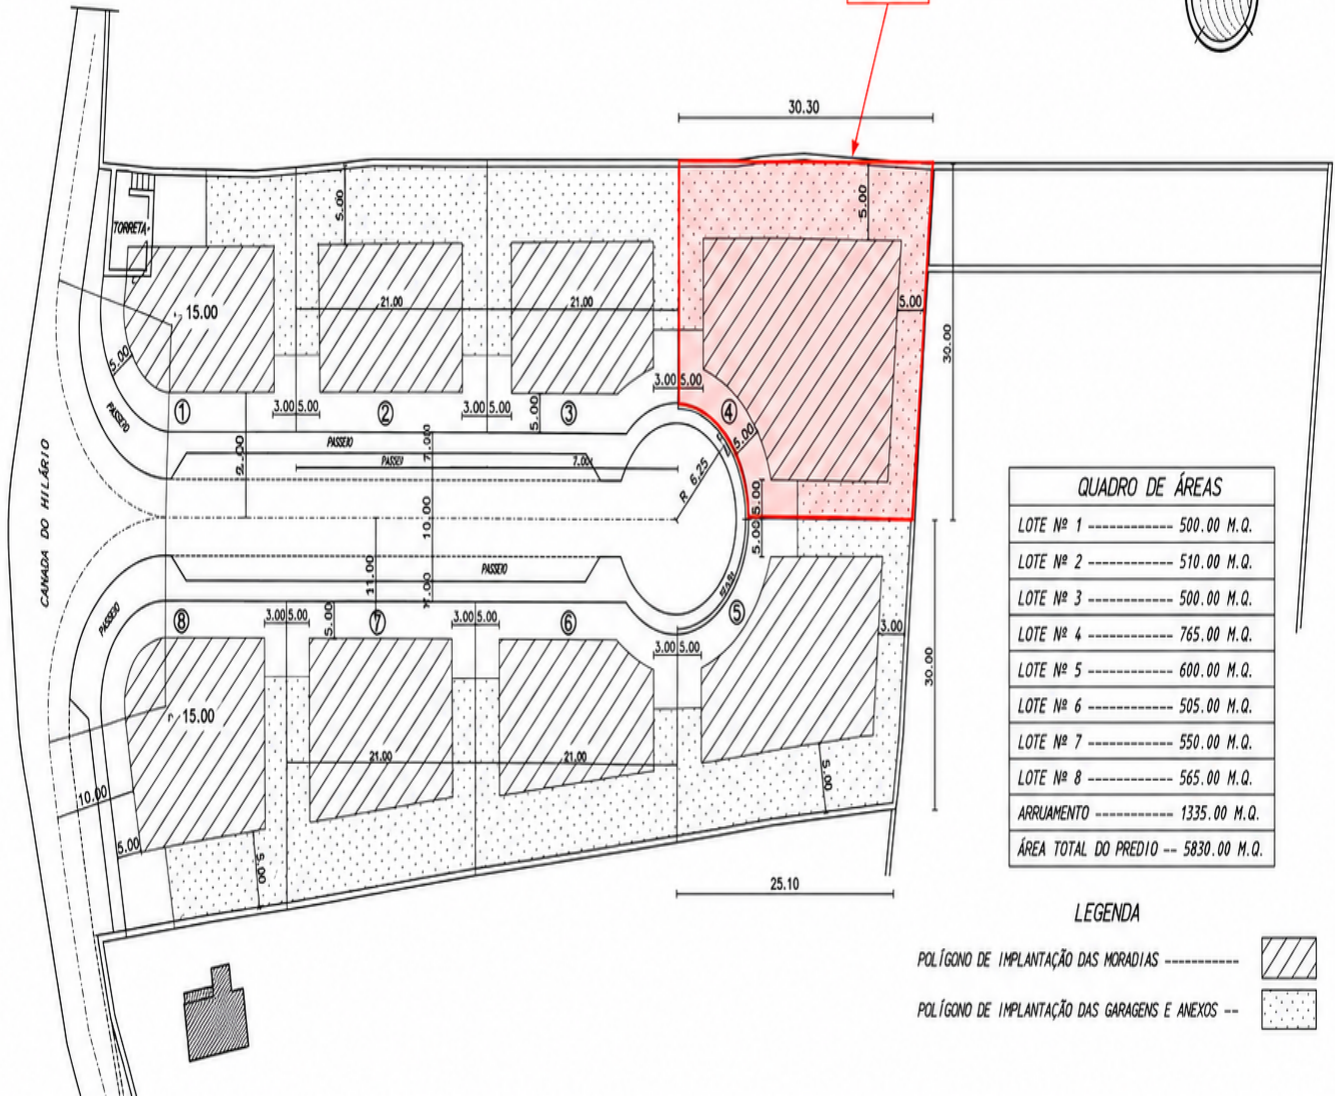 30.30
5.00
5.00
TORRETA
21.00
21.00
15.00
5.00
30.00
5.00
3.00 5.00
1
3.00 5.00
2
3.00 5.00
5.00
3
4
5.00
PASSEIO
PASSEIO
7.00
PASSEIO
7.00
R 6.25
5.00
10.00
CANADA DO HILÁRIO
5.00
11.00
PASSEIO
7.00
PASSEIO
8
3.00 5.00
5.00
7
3.00 5.00
6
3.00 5.00
5
3.00
30.00
15.00
21.00
21.00
5.00
10.00
5.00
5.00
25.10
QUADRO DE ÁREAS
LOTE Nº 1 ------------ 500.00 M.Q.
LOTE Nº 2 ------------ 510.00 M.Q.
LOTE Nº 3 ------------ 500.00 M.Q.
LOTE Nº 4 ------------ 765.00 M.Q.
LOTE Nº 5 ------------ 600.00 M.Q.
LOTE Nº 6 ------------ 505.00 M.Q.
LOTE Nº 7 ------------ 550.00 M.Q.
LOTE Nº 8 ------------ 565.00 M.Q.
ARRUAMENTO ----------- 1335.00 M.Q.
ÁREA TOTAL DO PREDIO -- 5830.00 M.Q.
LEGENDA
POLÍGONO DE IMPLANTAÇÃO DAS MORADIAS -----------
POLÍGONO DE IMPLANTAÇÃO DAS GARAGENS E ANEXOS --